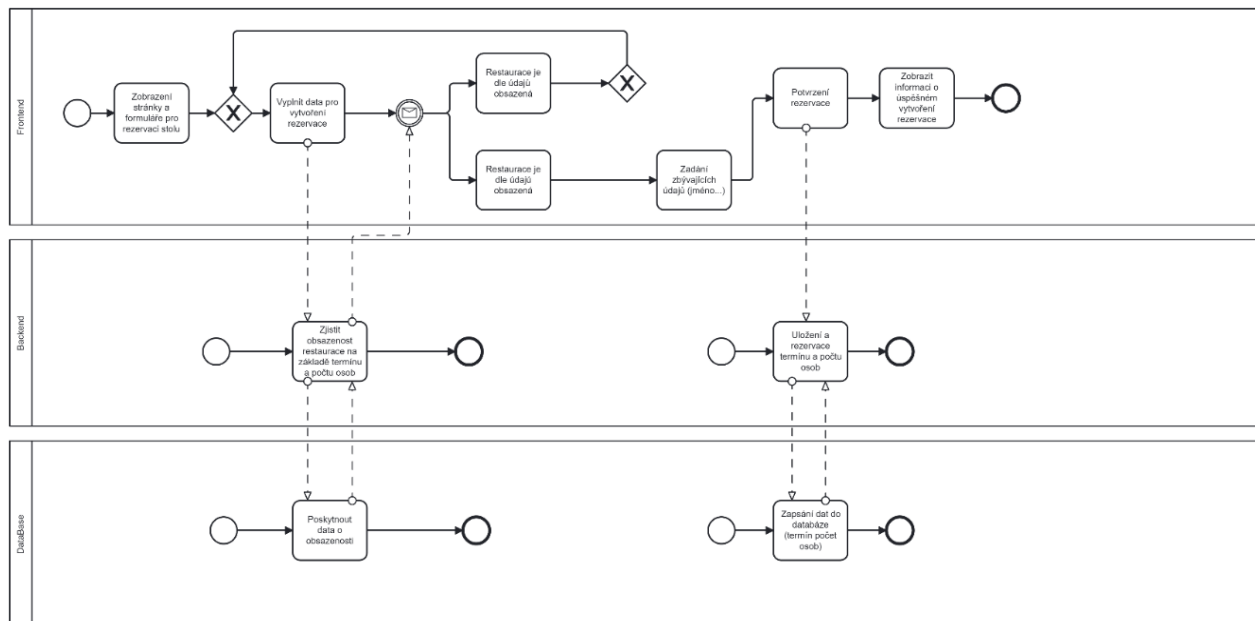 Frontend
Zobrazení
stránky a
formuláře pro
rezervací stolu
Vyplnit data pro
vytvoření
rezervace
Restaurace je
dle údajů
obsazená
Restaurace je
dle údajů
obsazená
Zadání
zbývajících
údajů (jméno...)
Potvrzení
rezervace
Zobrazit
informaci o
úspěšném
vytvoření
rezervace
Backend
Zjistit
obsazenost
restaurace na
základě termínu
a počtu osob
Uložení a
rezervace
termínu a počtu
osob
DataBase
Poskytnout
data o
obsazenosti
Zapsání dat do
databáze
(termín počet
osob)